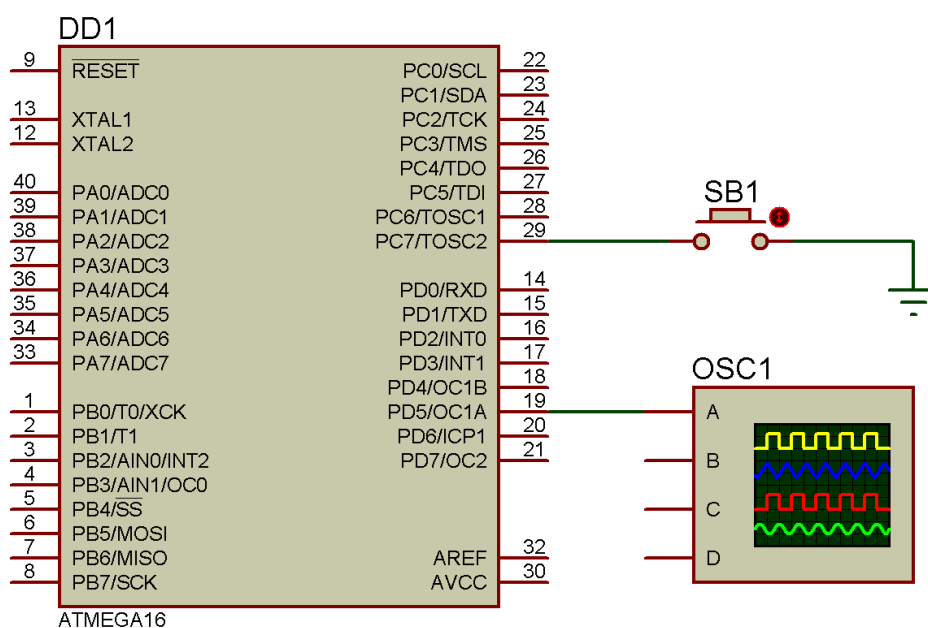 DD1
9 RESET
13 XTAL1
12 XTAL2
40 PA0/ADC0
39 PA1/ADC1
38 PA2/ADC2
37 PA3/ADC3
36 PA4/ADC4
35 PA5/ADC5
34 PA6/ADC6
33 PA7/ADC7
1 PB0/T0/XCK
2 PB1/T1
3 PB2/AIN0/INT2
4 PB3/AIN1/OC0
5 PB4/SS
6 PB5/MOSI
7 PB6/MISO
8 PB7/SCK
PC0/SCL 22
PC1/SDA 23
PC2/TCK 24
PC3/TMS 25
PC4/TDO 26
PC5/TDI 27
PC6/TOSC1 28
PC7/TOSC2 29
PD0/RXD 14
PD1/TXD 15
PD2/INT0 16
PD3/INT1 17
PD4/OC1B 18
PD5/OC1A 19
PD6/ICP1 20
PD7/OC2 21
AREF 32
AVCC 30
ATMEGA16
SB1
OSC1
A
B
C
D